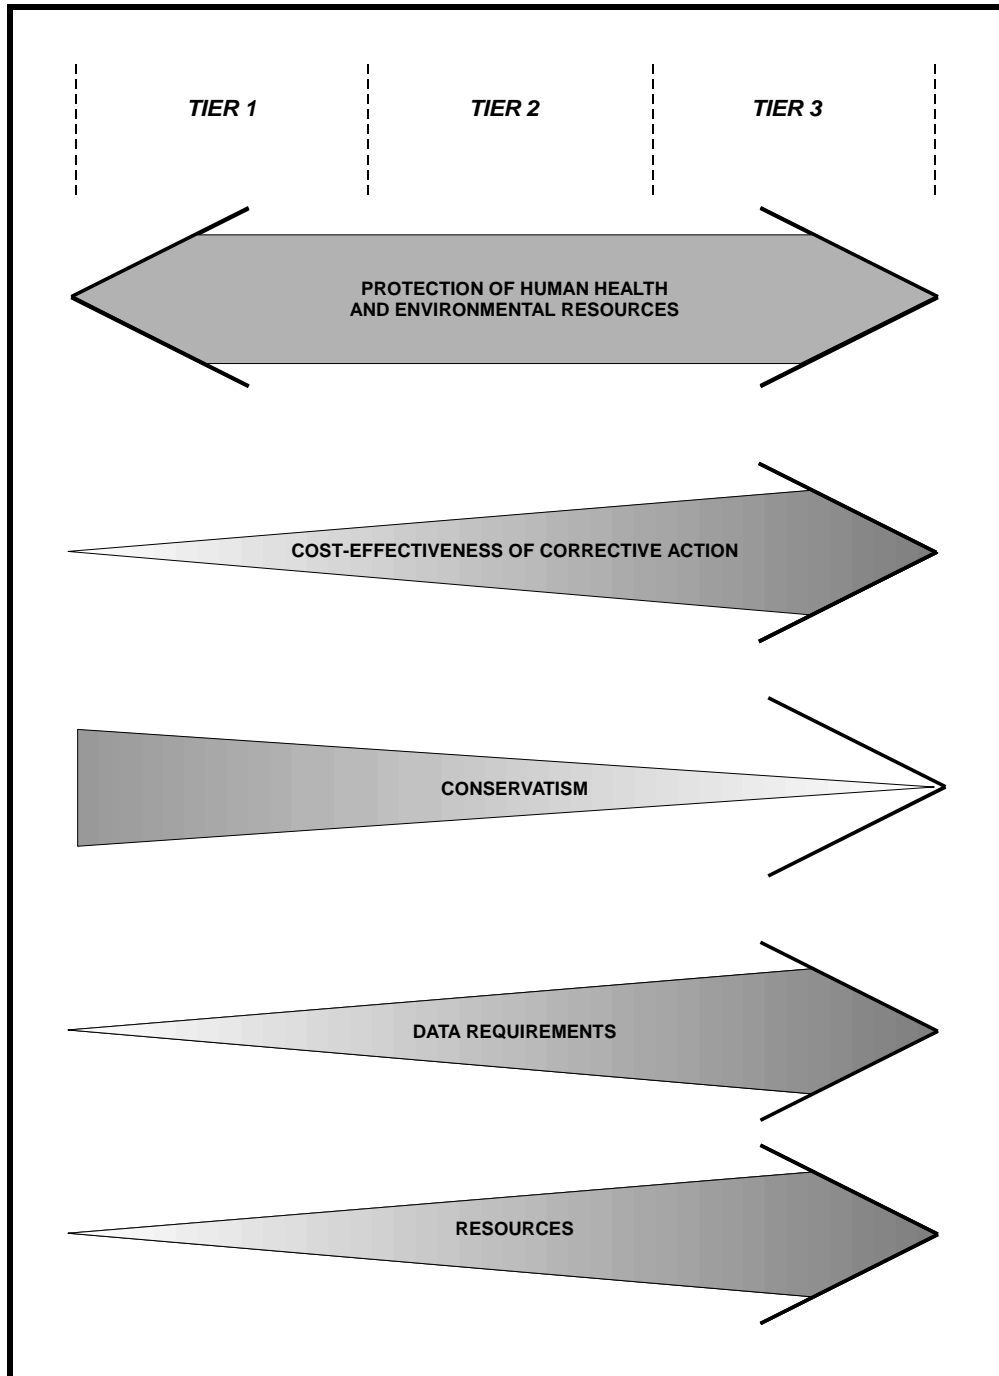 TIER 1
TIER 2
TIER 3
PROTECTION OF HUMAN HEALTH
AND ENVIRONMENTAL RESOURCES
COST-EFFECTIVENESS OF CORRECTIVE ACTION
CONSERVATISM
DATA REQUIREMENTS
RESOURCES